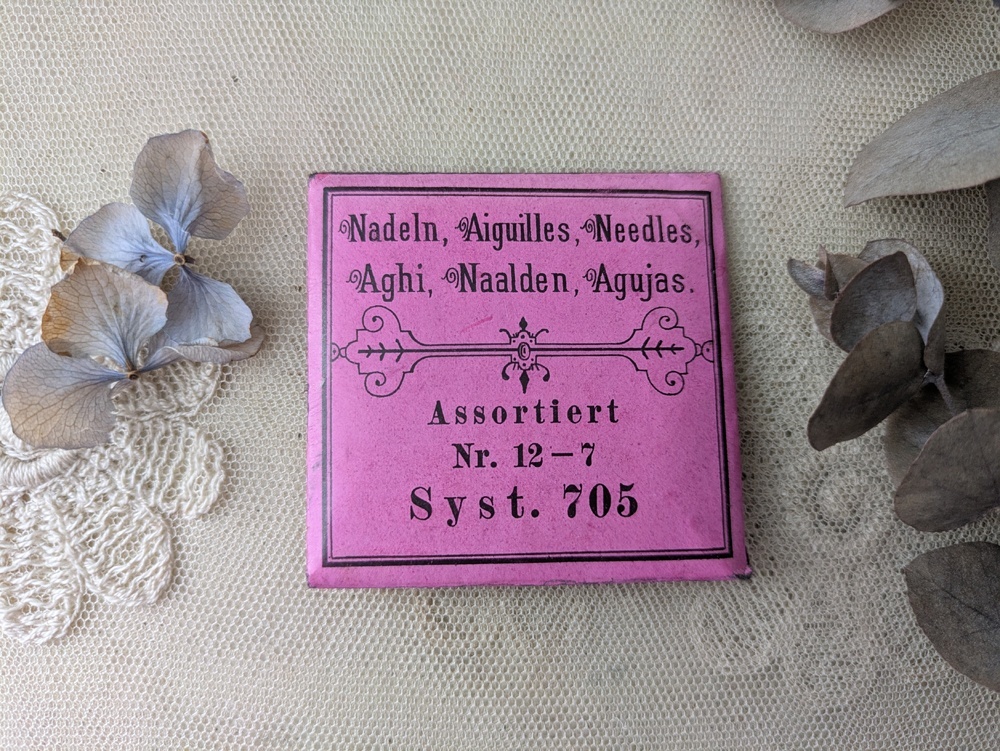 Nadeln, Aiguilles, Needles,
Aghi, Naalden, Agujas.
Assortiert
Nr. 12—7
Syst. 705